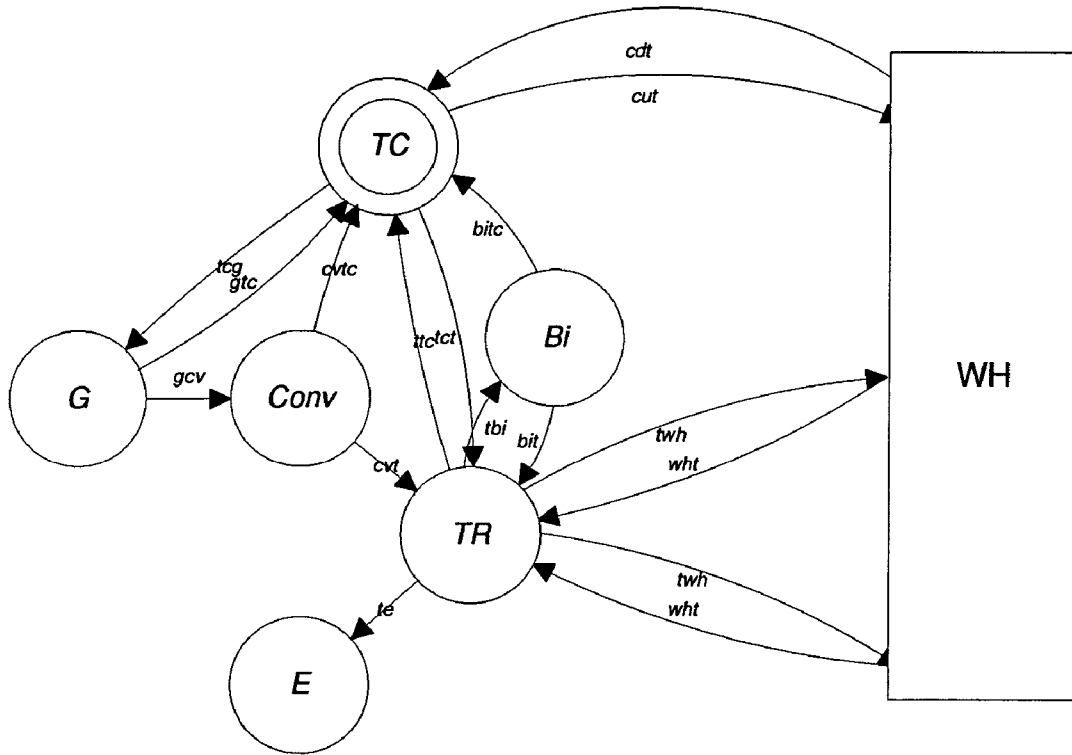 cdt
cut
TC
bitc
tcg
gtc
cvtc
ttc
tct
Bi
WH
gcv
G
Conv
tbi
bit
twh
wht
cvt
TR
twh
wht
te
E